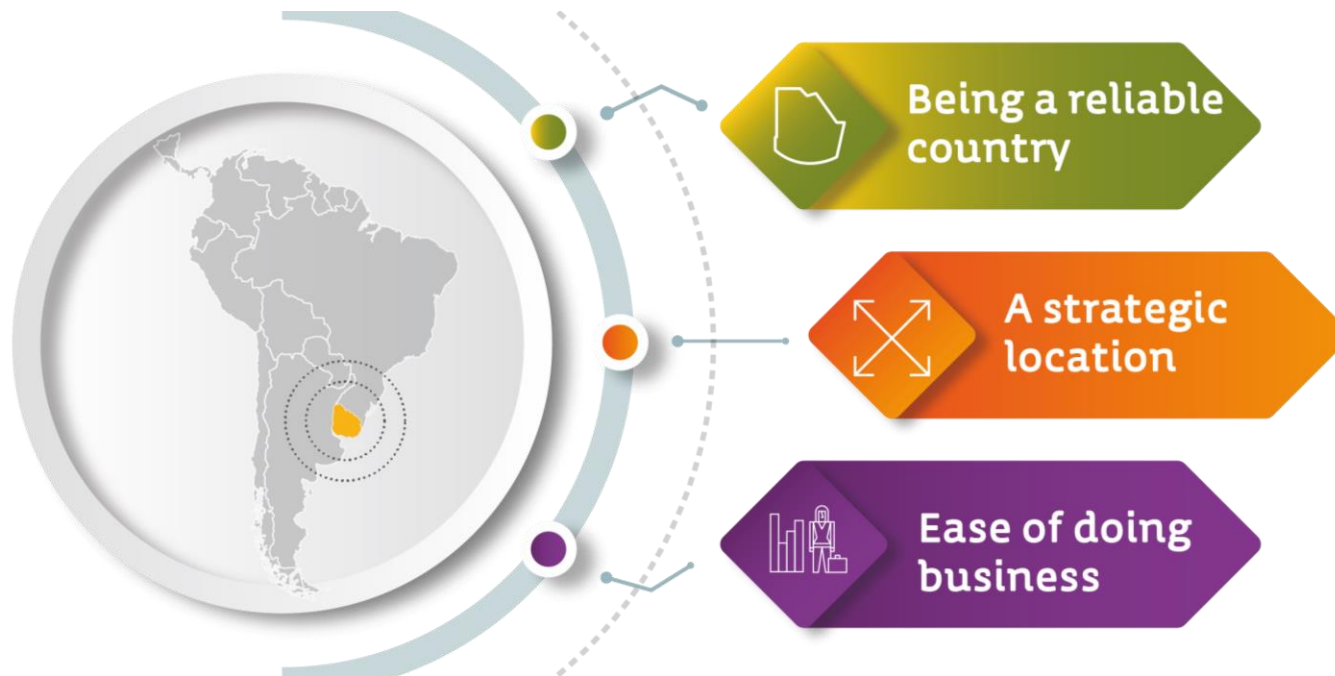 Being a reliable
country
A strategic
location
Ease of doing
business